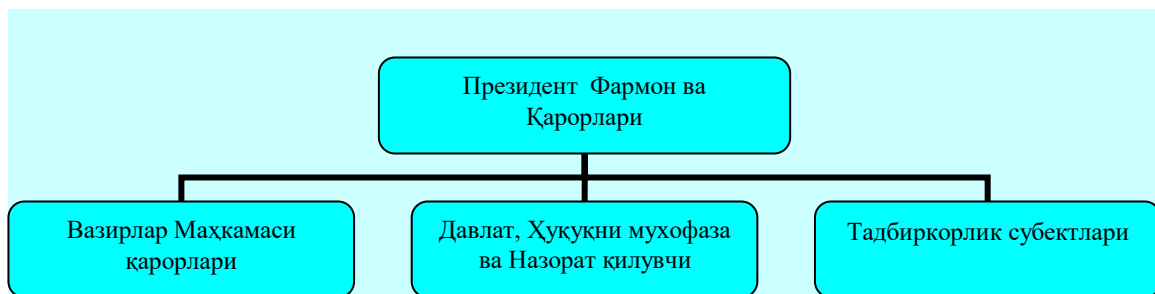 Президент Фармон ва
Қарорлари
Вазирлар Маҳкамаси
қарорлари
Давлат, Ҳуқуқни мухофаза
ва Назорат қилувчи
Тадбиркорлик субектлари